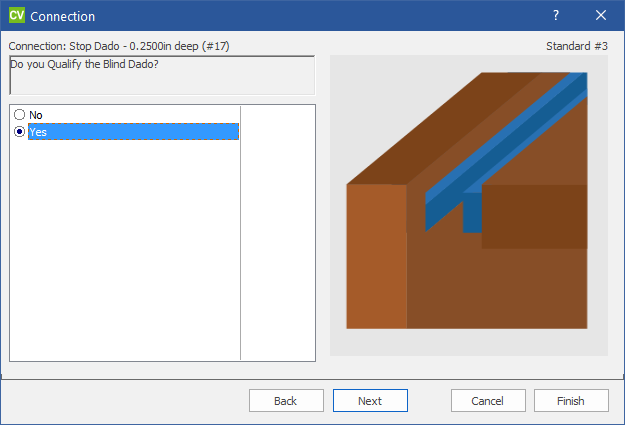 CV Connection ?
Connection: Stop Dado - 0.2500in deep (#17) Standard #3
Do you Qualify the Blind Dado?
No
Yes
Back Next Cancel Finish